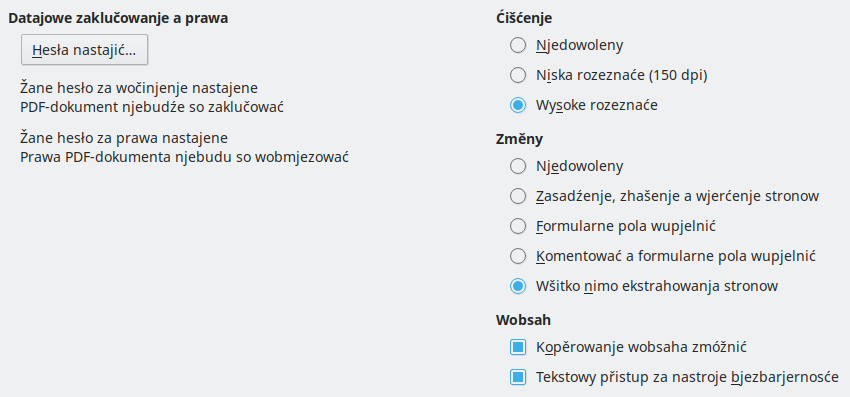 Datajowe zaklučowanje a prawa
Hesła nastajić...
Žane hesło za wočinjenje nastajene
PDF-dokument njebudźe so zaklučować
Žane hesło za prawa nastajene
Prawa PDF-dokumenta njebudu so wobmjezować
Ćišćenje
Njedowoleny
Niska rozeznaće (150 dpi)
Wysoke rozeznaće
Změny
Njedowoleny
Zasadźenje, zhašenje a wjerćenje stronow
Formularne pola wupjelnić
Komentować a formularne pola wupjelnić
Wšitko nimo ekstrahowanja stronow
Wobsah
Kopěrowanje wobsaha zmóžnić
Tekstowy přistup za nastroje bjezbarjernosće